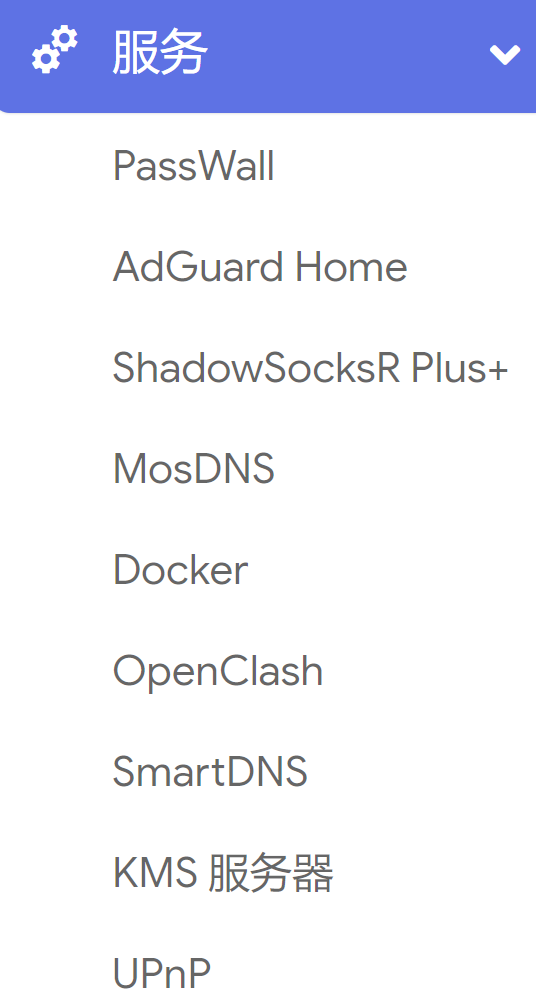 服务
PassWall
AdGuard Home
ShadowSocksR Plus+
MosDNS
Docker
OpenClash
SmartDNS
KMS 服务器
UPnP